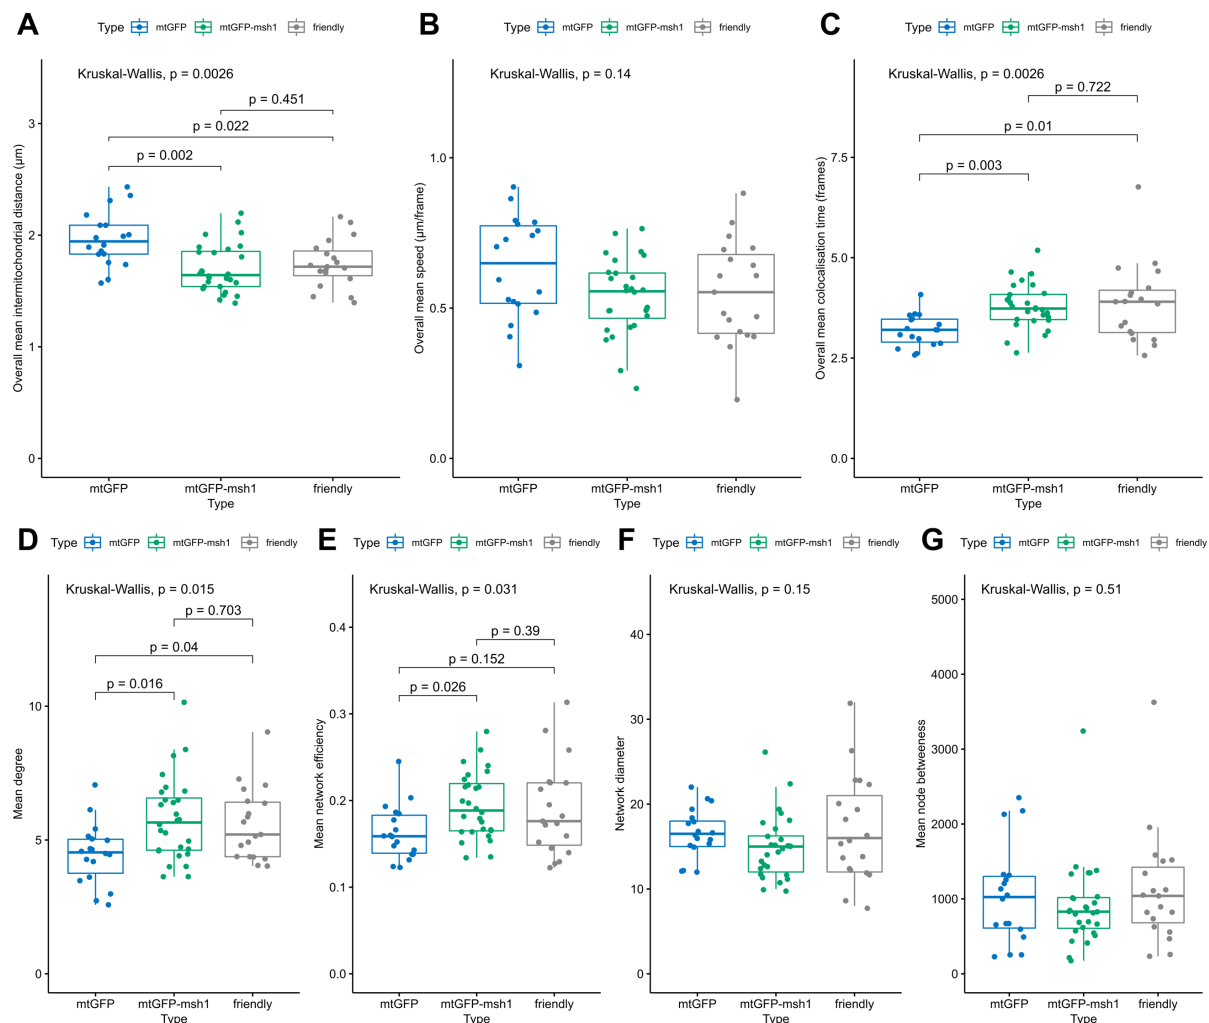 A
Type mtGFP mtGFP-msh1 friendly
Kruskal-Wallis, p = 0.0026
p = 0.451
p = 0.022
p = 0.002
Overall mean intermitochondrial distance (μm)
3
2
1
0
mtGFP mtGFP-msh1 friendly
Type
B
Type mtGFP mtGFP-msh1 friendly
Kruskal-Wallis, p = 0.14
Overall mean speed (μm/frame)
1.0
0.5
0.0
mtGFP mtGFP-msh1 friendly
Type
C
Type mtGFP mtGFP-msh1 friendly
Kruskal-Wallis, p = 0.0026
p = 0.722
p = 0.01
p = 0.003
Overall mean colocalisation time (frames)
7.5
5.0
2.5
0.0
mtGFP mtGFP-msh1 friendly
Type
D
Type mtGFP mtGFP-msh1 friendly
Kruskal-Wallis, p = 0.015
p = 0.703
p = 0.04
p = 0.016
Mean degree
10
5
0
mtGFP mtGFP-msh1 friendly
Type
E
Type mtGFP mtGFP-msh1 friendly
Kruskal-Wallis, p = 0.031
p = 0.39
p = 0.152
p = 0.026
Mean network efficiency
0.4
0.3
0.2
0.1
0.0
mtGFP mtGFP-msh1 friendly
Type
F
Type mtGFP mtGFP-msh1 friendly
Kruskal-Wallis, p = 0.15
Network diameter
40
30
20
10
0
mtGFP mtGFP-msh1 friendly
Type
G
Type mtGFP mtGFP-msh1 friendly
Kruskal-Wallis, p = 0.51
Mean node betweeness
5000
4000
3000
2000
1000
0
mtGFP mtGFP-msh1 friendly
Type